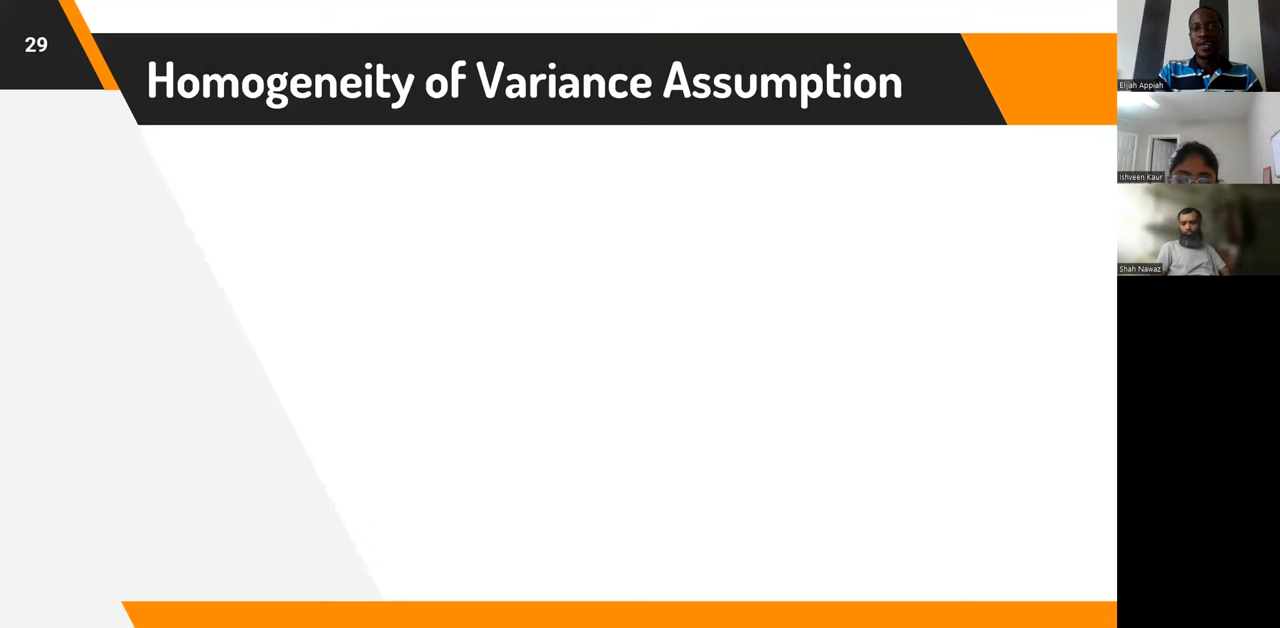 29
Homogeneity of Variance Assumption
Elijah Appiah
Ishveen Kaur
Shah Nawaz